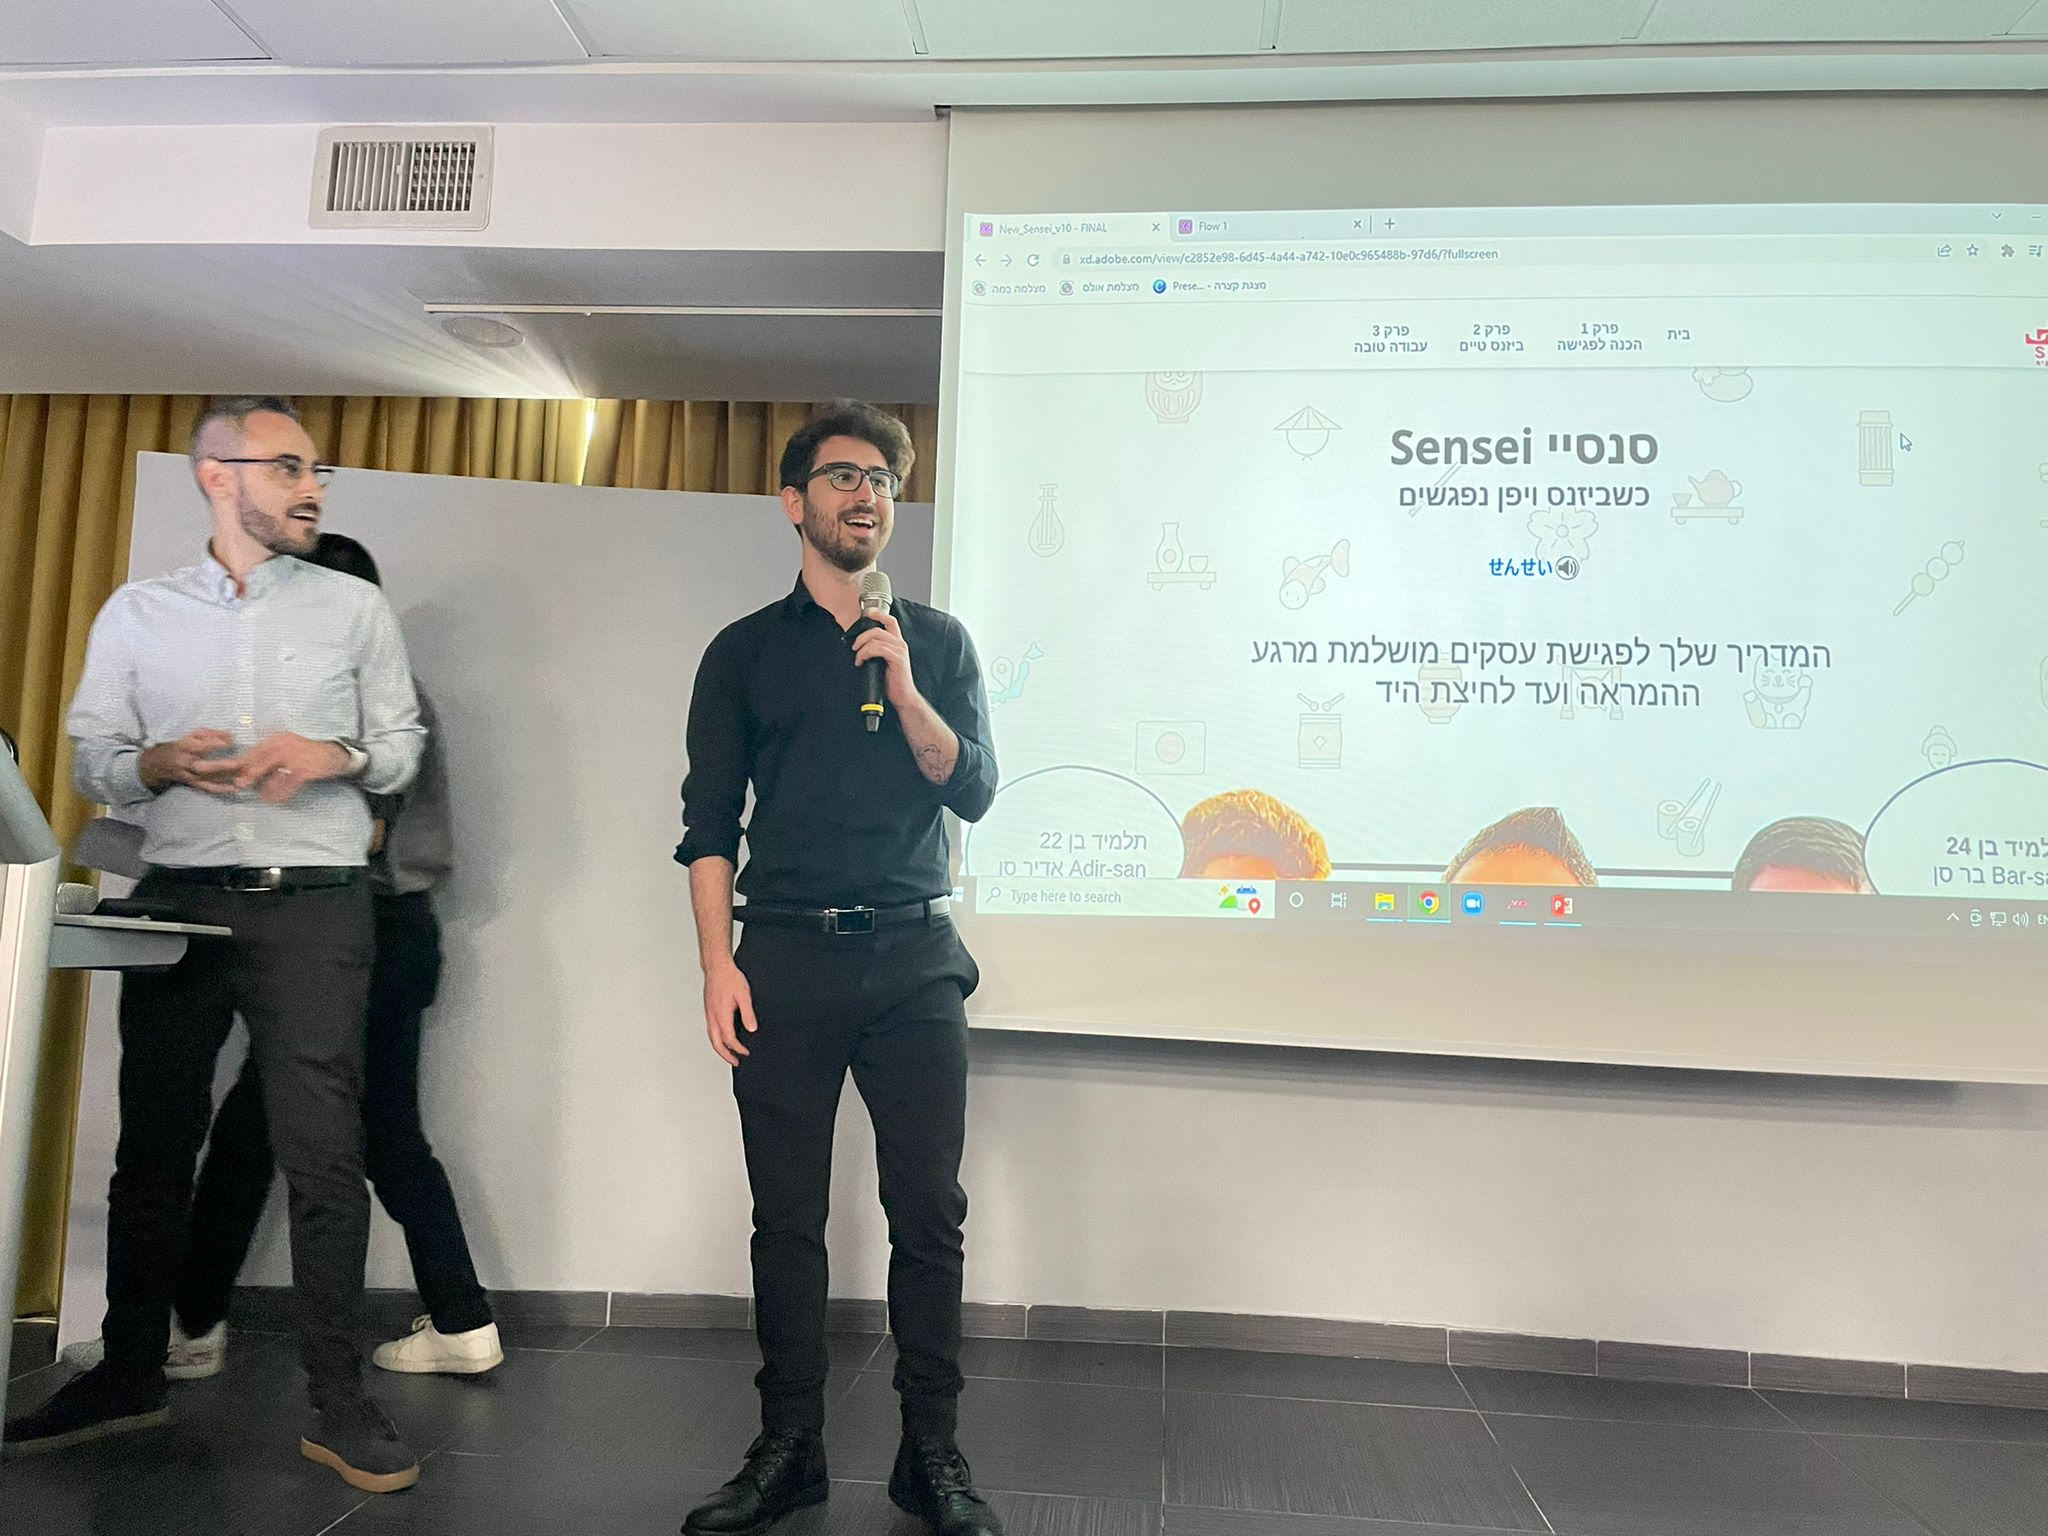 New_Sensei_v10 - FINAL
Flow 1
xd.adobe.com/view/c2852e98-6d45-4a44-a742-10e0c965488b-97d6/?fullscreen
מצלמה במה
מצלמת אולם
Prese... - מצגת קצרה
בית
פרק 1
הכנה לפגישה
פרק 2
ביזנס טיים
פרק 3
עבודה טובה
סנסיי Sensei
כשביזנס ויפן נפגשים
せんせい
המדריך שלך לפגישת עסקים מושלמת מרגע
ההמראה ועד לחיצת היד
תלמיד בן 22
אדיר סן Adir-san
בן 24
בר סן
Type here to search